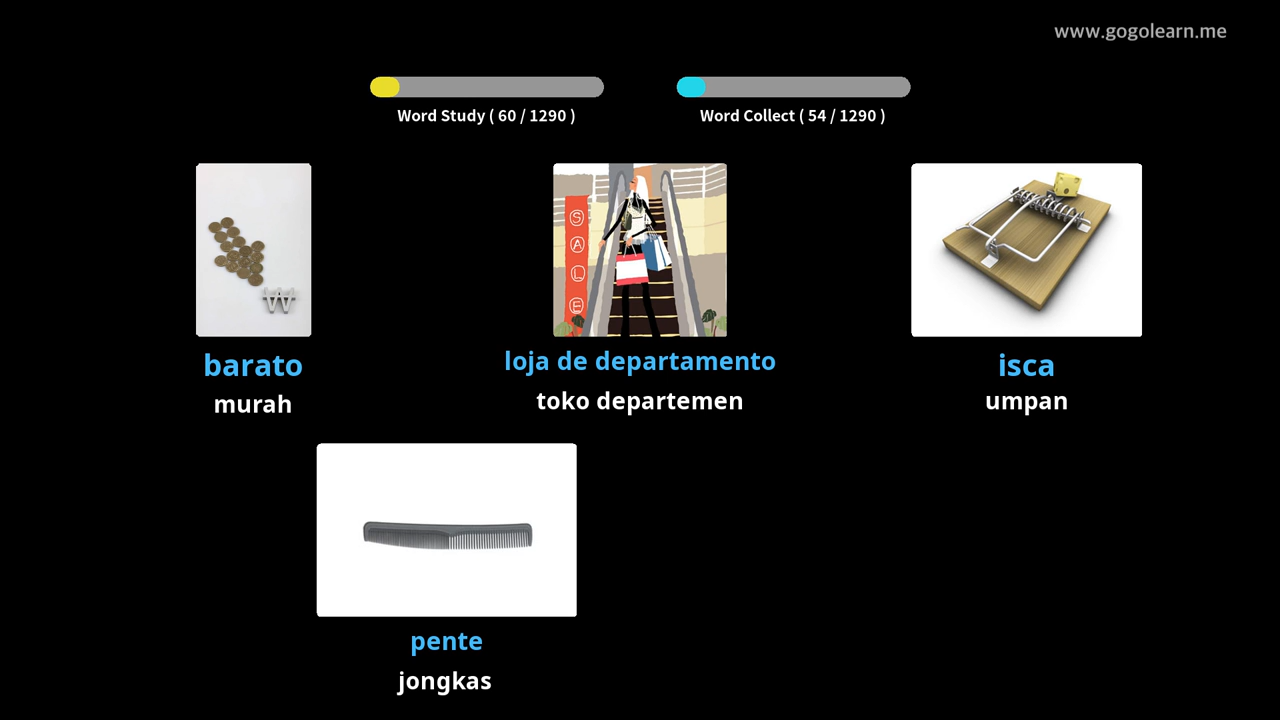 www.gogolearn.me
Word Study ( 60 / 1290 )
Word Collect ( 54 / 1290 )
SALE
₩
barato
murah
loja de departamento
toko departemen
isca
umpan
pente
jongkas